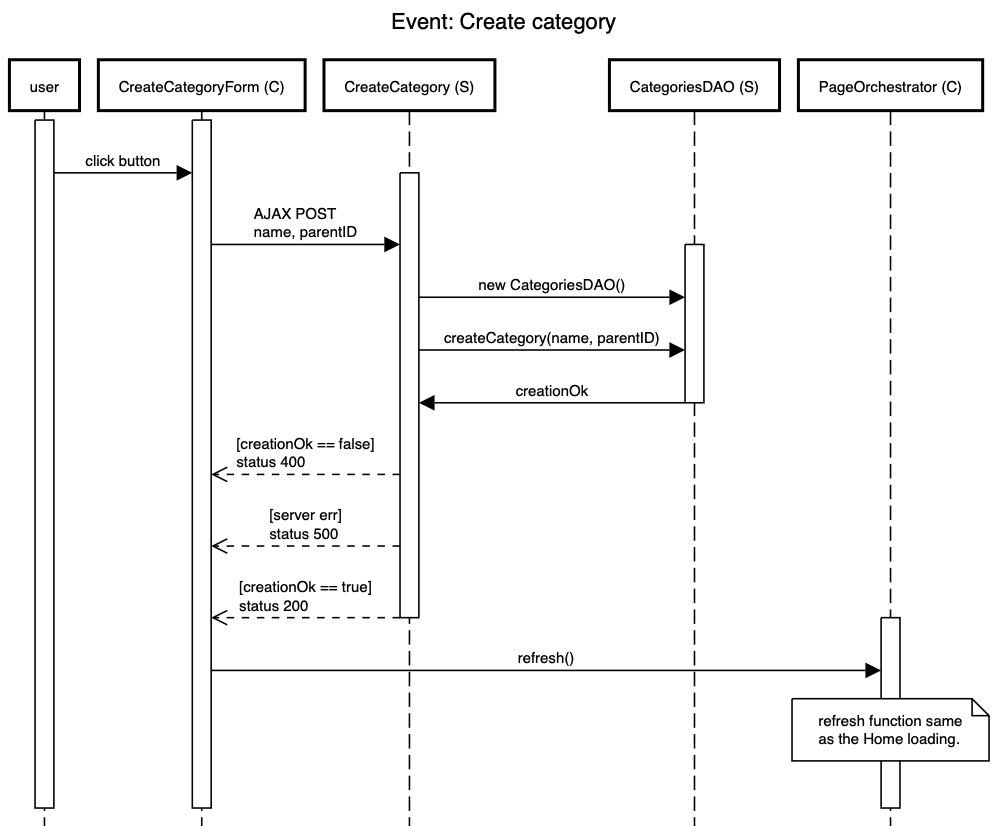 Event: Create category
user
CreateCategoryForm (C)
CreateCategory (S)
CategoriesDAO (S)
PageOrchestrator (C)
click button
AJAX POST
name, parentID
new CategoriesDAO()
createCategory(name, parentID)
creationOk
[creationOk == false]
status 400
[server err]
status 500
[creationOk == true]
status 200
refresh()
refresh function same
as the Home loading.